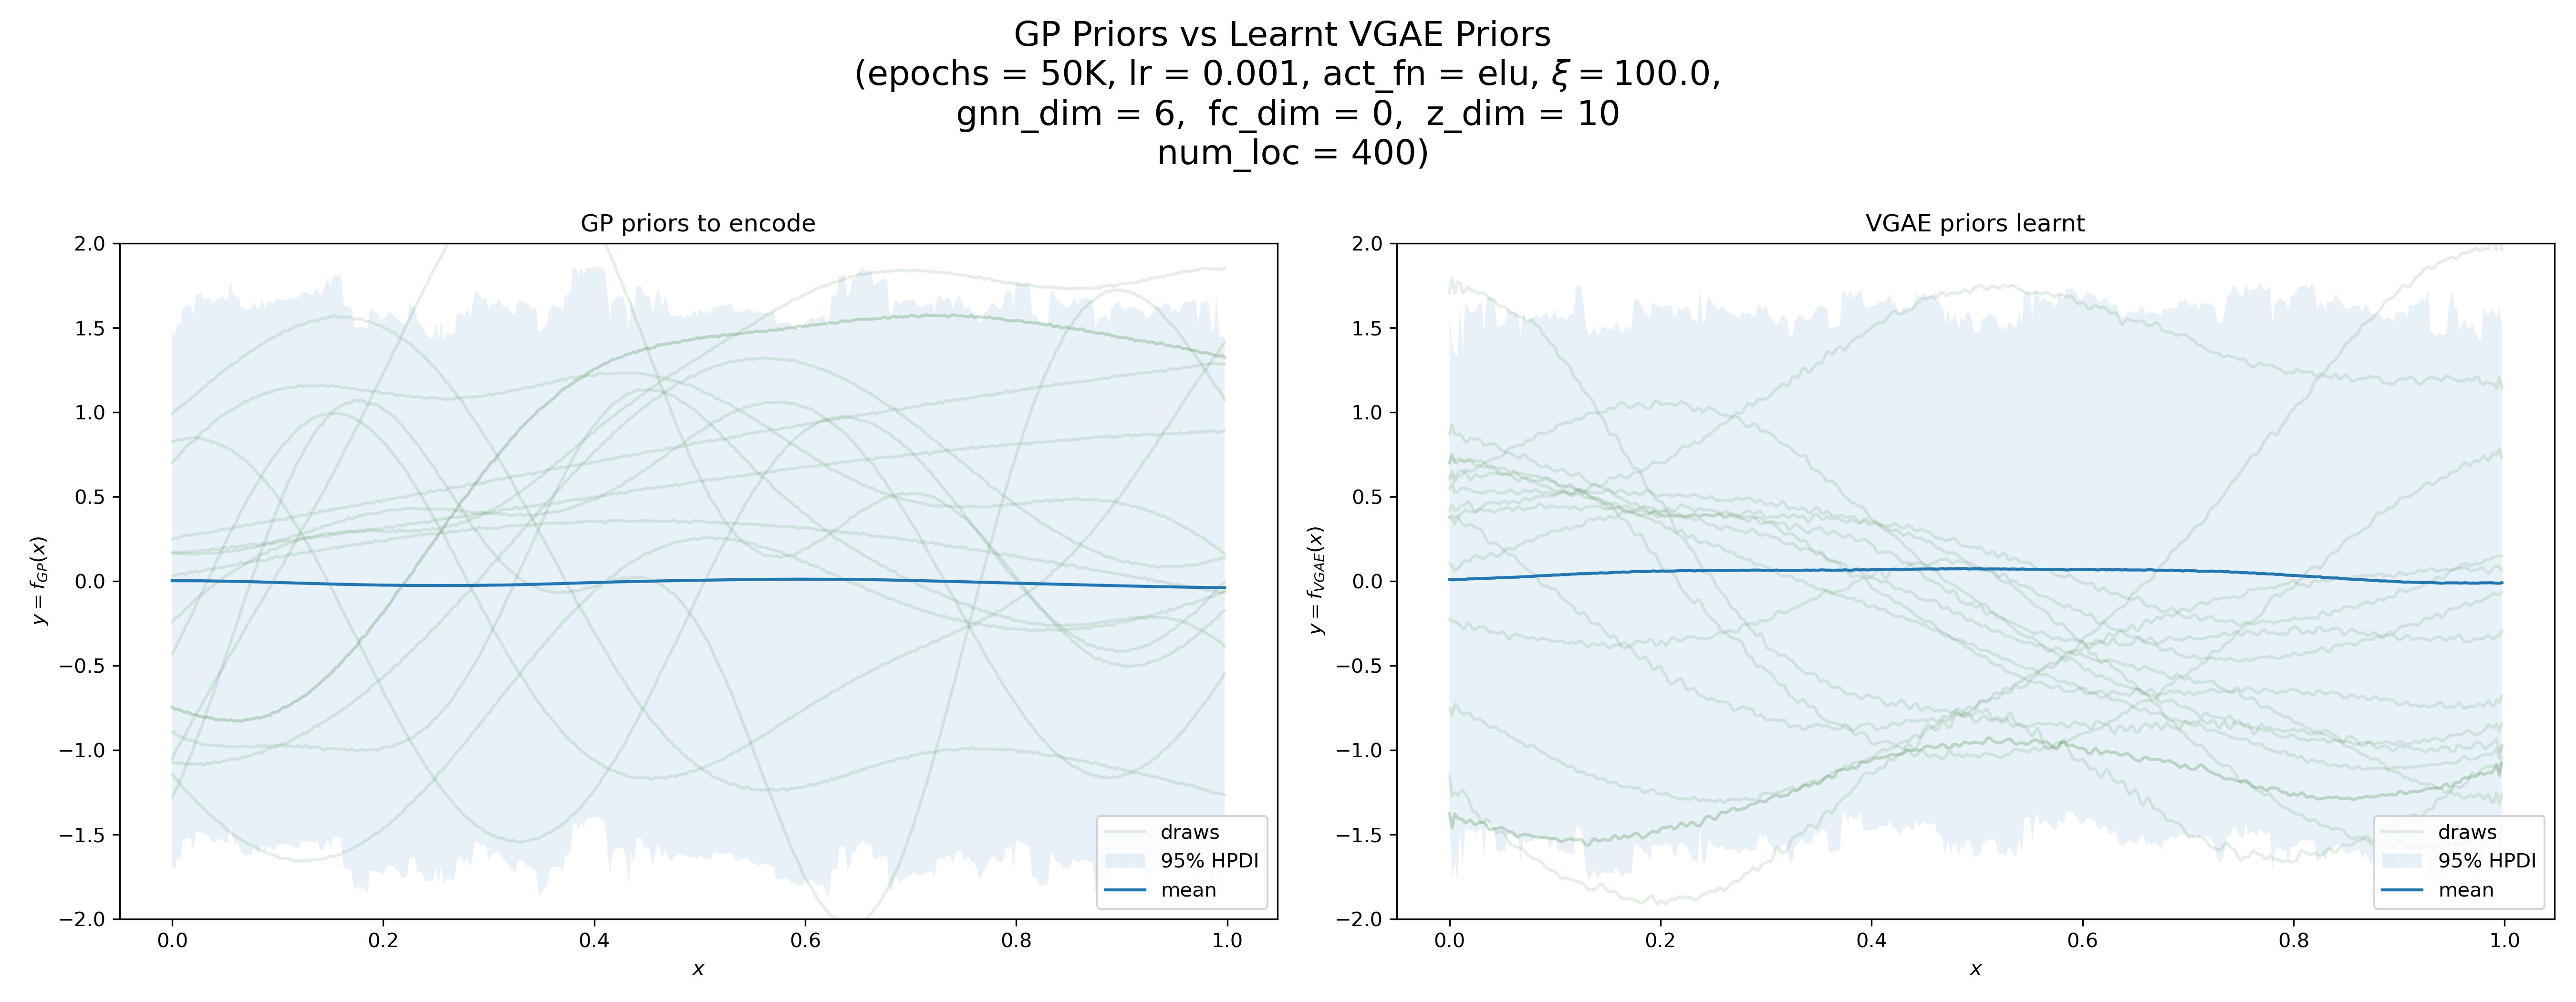 GP Priors vs Learnt VGAE Priors
(epochs = 50K, lr = 0.001, act_fn = elu, ξ = 100.0,
gnn_dim = 6,  fc_dim = 0,  z_dim = 10
num_loc = 400)
GP priors to encode
2.0
1.5
1.0
0.5
0.0
−0.5
−1.0
−1.5
−2.0
y = f_GP(x)
0.0 0.2 0.4 0.6 0.8 1.0
x
draws
95% HPDI
mean
VGAE priors learnt
2.0
1.5
1.0
0.5
0.0
−0.5
−1.0
−1.5
−2.0
y = f_VGAE(x)
0.0 0.2 0.4 0.6 0.8 1.0
x
draws
95% HPDI
mean